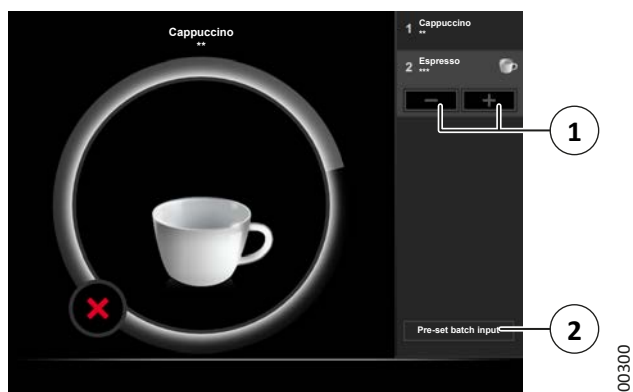 Cappuccino
**
1 Cappuccino
**
2 Espresso
***
− +
1
Pre-set batch input
2
00300